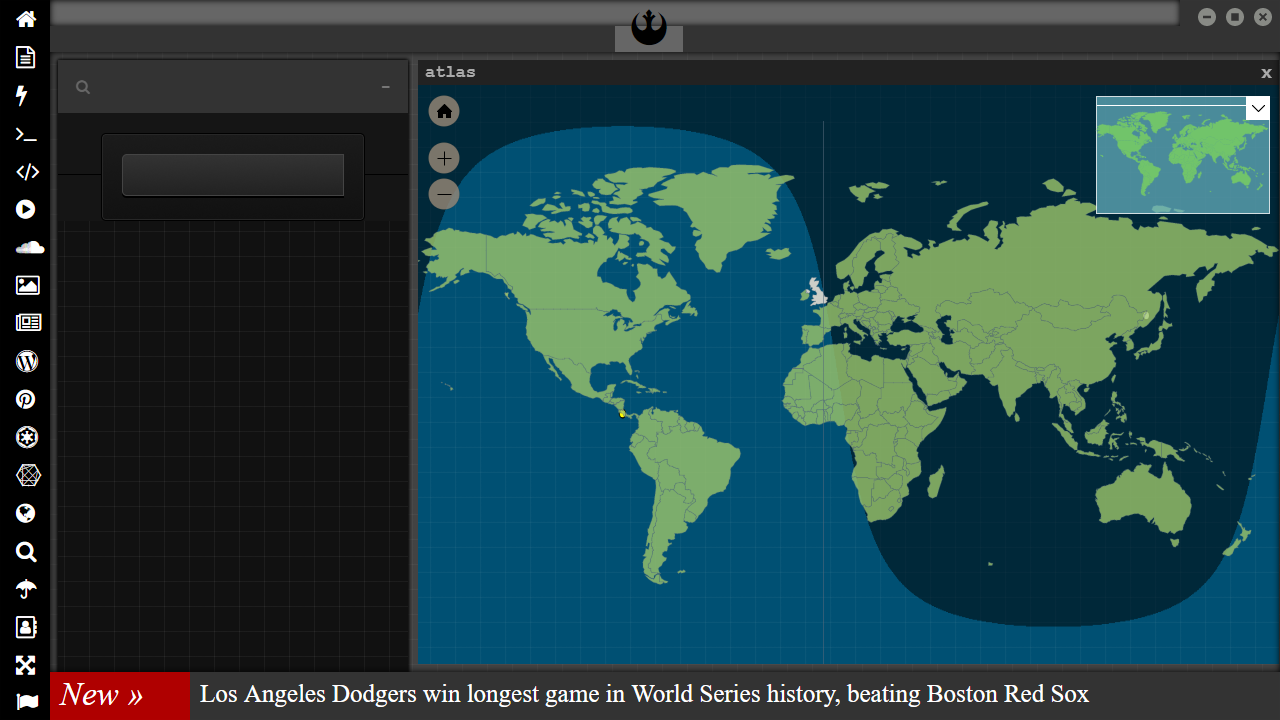 atlas
x
New »
Los Angeles Dodgers win longest game in World Series history, beating Boston Red Sox